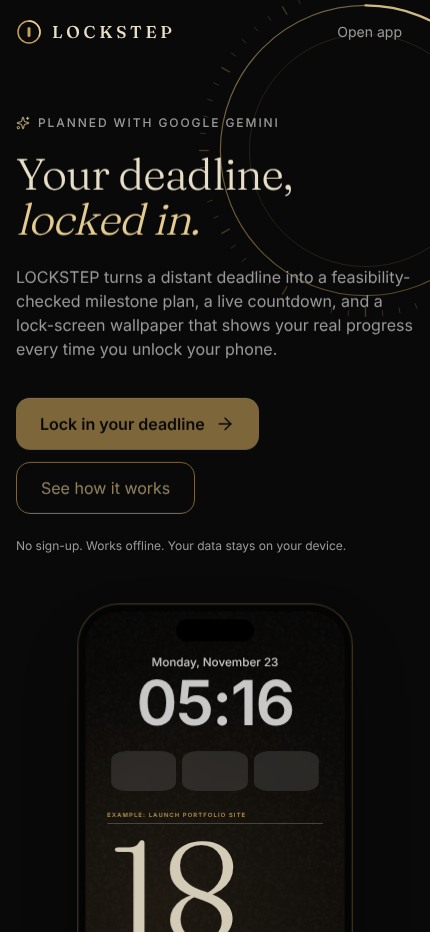 LOCKSTEP
Open app
PLANNED WITH GOOGLE GEMINI
Your deadline,
locked in.
LOCKSTEP turns a distant deadline into a feasibility-
checked milestone plan, a live countdown, and a
lock-screen wallpaper that shows your real progress
every time you unlock your phone.
Lock in your deadline
See how it works
No sign-up. Works offline. Your data stays on your device.
Monday, November 23
05:16
EXAMPLE: LAUNCH PORTFOLIO SITE
18